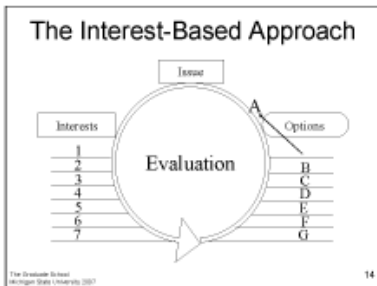 The Interest-Based Approach
Issue
A
Interests
Options
Evaluation
1
2
3
4
5
6
7
B
C
D
E
F
G
The Graduate School
Michigan State University 2007
14